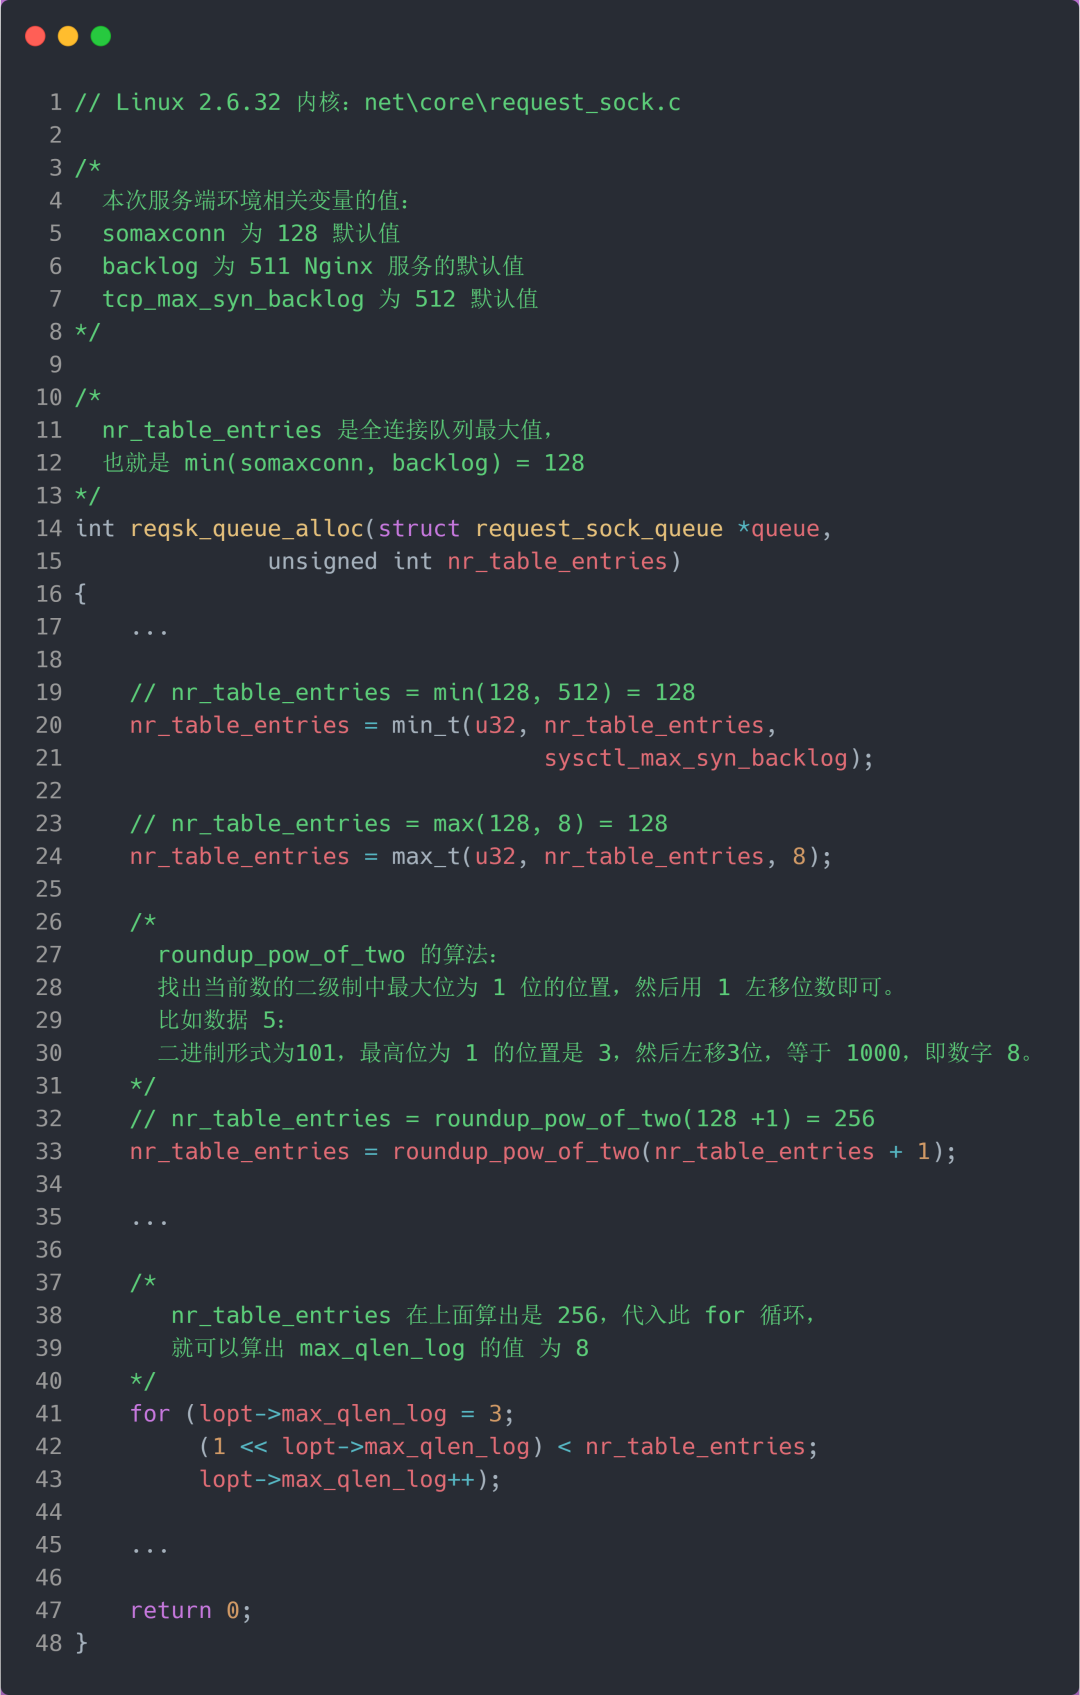 1 // Linux 2.6.32 内核：net\core\request_sock.c
2
3 /*
4   本次服务端环境相关变量的值：
5   somaxconn 为 128 默认值
6   backlog 为 511 Nginx 服务的默认值
7   tcp_max_syn_backlog 为 512 默认值
8 */
9
10 /*
11   nr_table_entries 是全连接队列最大值，
12   也就是 min(somaxconn, backlog) = 128
13 */
14 int reqsk_queue_alloc(struct request_sock_queue *queue,
15               unsigned int nr_table_entries)
16 {
17     ...
18
19     // nr_table_entries = min(128, 512) = 128
20     nr_table_entries = min_t(u32, nr_table_entries,
21                                   sysctl_max_syn_backlog);
22
23     // nr_table_entries = max(128, 8) = 128
24     nr_table_entries = max_t(u32, nr_table_entries, 8);
25
26     /*
27       roundup_pow_of_two 的算法：
28       找出当前数的二级制中最大位为 1 位的位置，然后用 1 左移位数即可。
29       比如数据 5：
30       二进制形式为101，最高位为 1 的位置是 3，然后左移3位，等于 1000，即数字 8。
31     */
32     // nr_table_entries = roundup_pow_of_two(128 +1) = 256
33     nr_table_entries = roundup_pow_of_two(nr_table_entries + 1);
34
35     ...
36
37     /*
38        nr_table_entries 在上面算出是 256，代入此 for 循环，
39        就可以算出 max_qlen_log 的值 为 8
40     */
41     for (lopt->max_qlen_log = 3;
42          (1 << lopt->max_qlen_log) < nr_table_entries;
43          lopt->max_qlen_log++);
44
45     ...
46
47     return 0;
48 }